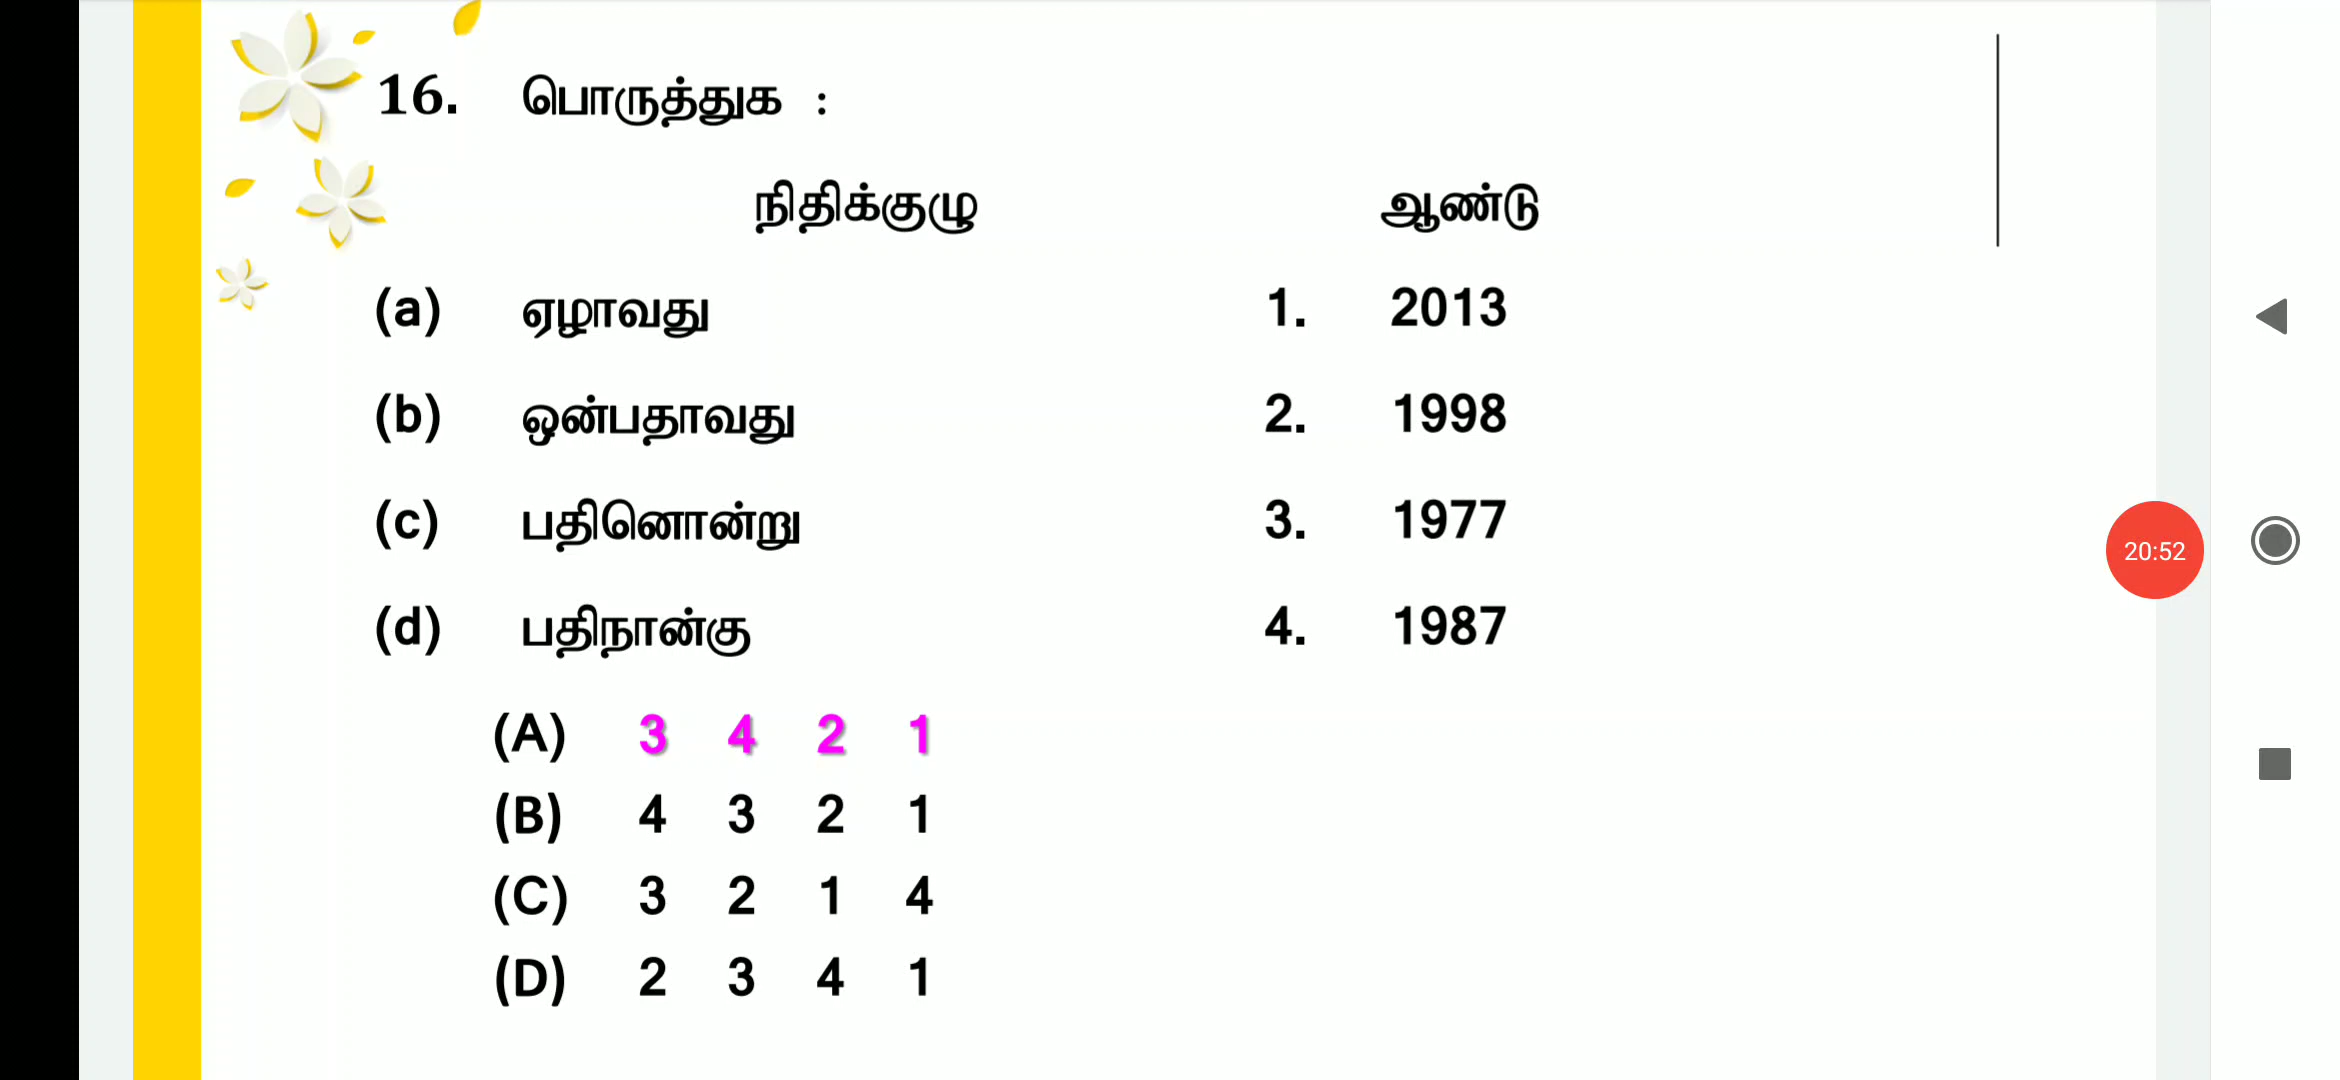 16. பொருத்துக :
நிதிக்குழு ஆண்டு
(a) ஏழாவது 1. 2013
(b) ஒன்பதாவது 2. 1998
(c) பதினொன்று 3. 1977
(d) பதிநான்கு 4. 1987
(A) 3 4 2 1
(B) 4 3 2 1
(C) 3 2 1 4
(D) 2 3 4 1
20:52